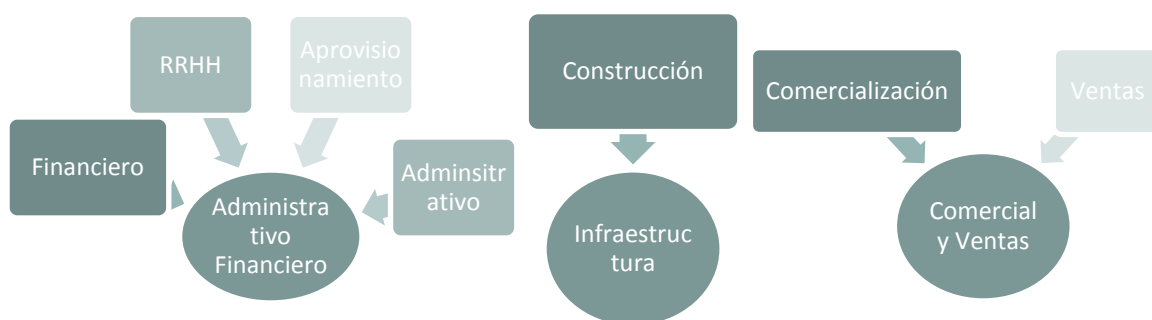 RRHH
Aprovisio
namiento
Financiero
Adminsitr
ativo
Administra
tivo
Financiero
Construcción
Infraestruc
tura
Comercialización
Ventas
Comercial
y Ventas